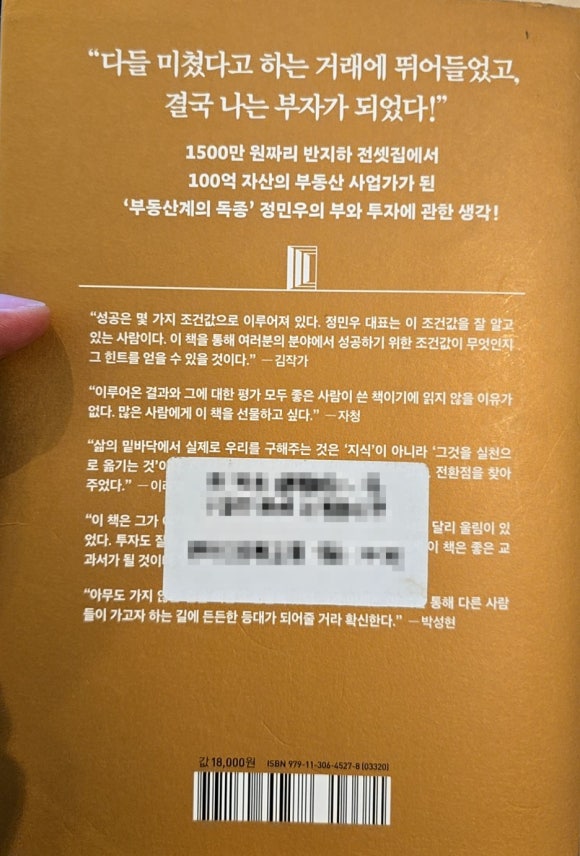 “다들 미쳤다고 하는 거래에 뛰어들었고,
결국 나는 부자가 되었다!”
1500만 원짜리 반지하 전셋집에서
100억 자산의 부동산 사업가가 된
‘부동산계의 독종’ 정민우의 부와 투자에 관한 생각!
“성공은 몇 가지 조건값으로 이루어져 있다. 정민우 대표는 이 조건값을 잘 알고
있는 사람이다. 이 책을 통해 여러분의 분야에서 성공하기 위한 조건값이 무엇인지
그 힌트를 얻을 수 있을 것이다.” ―김작가
“이루어온 결과와 그에 대한 평가 모두 좋은 사람이 쓴 책이기에 읽지 않을 이유가
없다. 많은 사람에게 이 책을 선물하고 싶다.” ―자청
“삶의 밑바닥에서 실제로 우리를 구해주는 것은 ‘지식’이 아니라 ‘그것을 실천으
로 옮기는 것’ 전환점을 찾아
주었다.” ―이
“이 책은 그가 달리 울림이 있
었다. 투자도 이 책은 좋은 교
과서가 될 것이
“아무도 가지 통해 다른 사람
들이 가고자 하는 길에 든든한 등대가 되어줄 거라 확신한다.” ―박성현
값 18,000원 ISBN 979-11-306-4527-8 (03320)